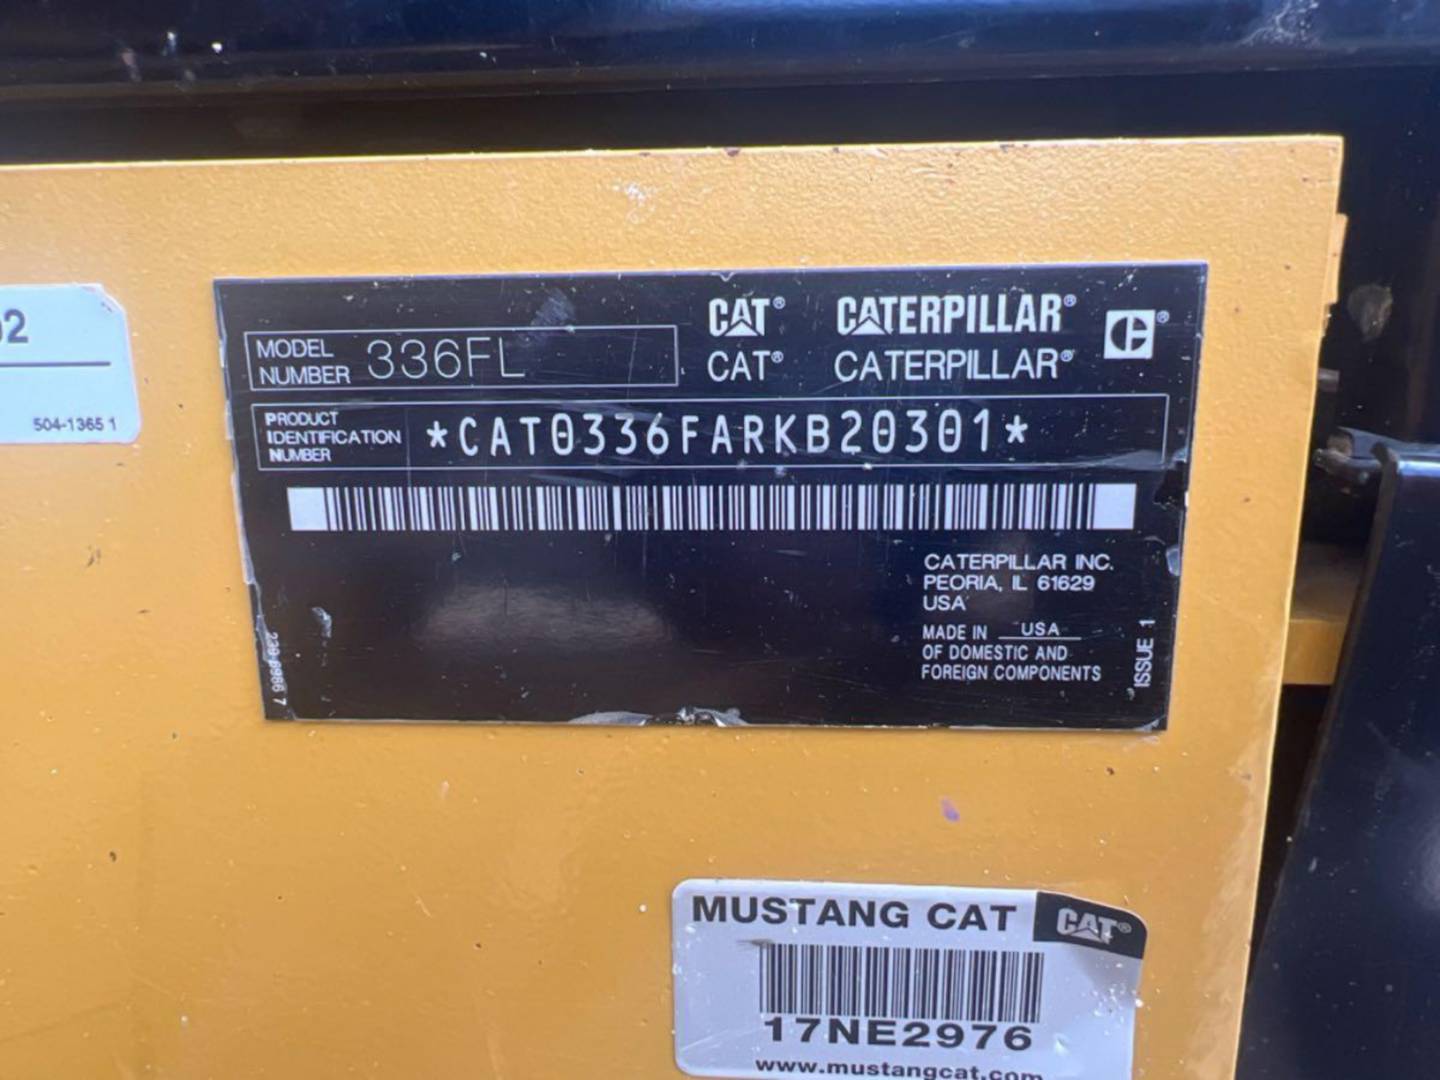 504-1365 1
CAT® CATERPILLAR®
CAT® CATERPILLAR®
MODEL NUMBER 336FL
PRODUCT IDENTIFICATION NUMBER *CAT0336FARKB20301*
CATERPILLAR INC.
PEORIA, IL 61629
USA
MADE IN USA
OF DOMESTIC AND
FOREIGN COMPONENTS
ISSUE 1
MUSTANG CAT CAT®
17NE2976
www.mustangcat.com